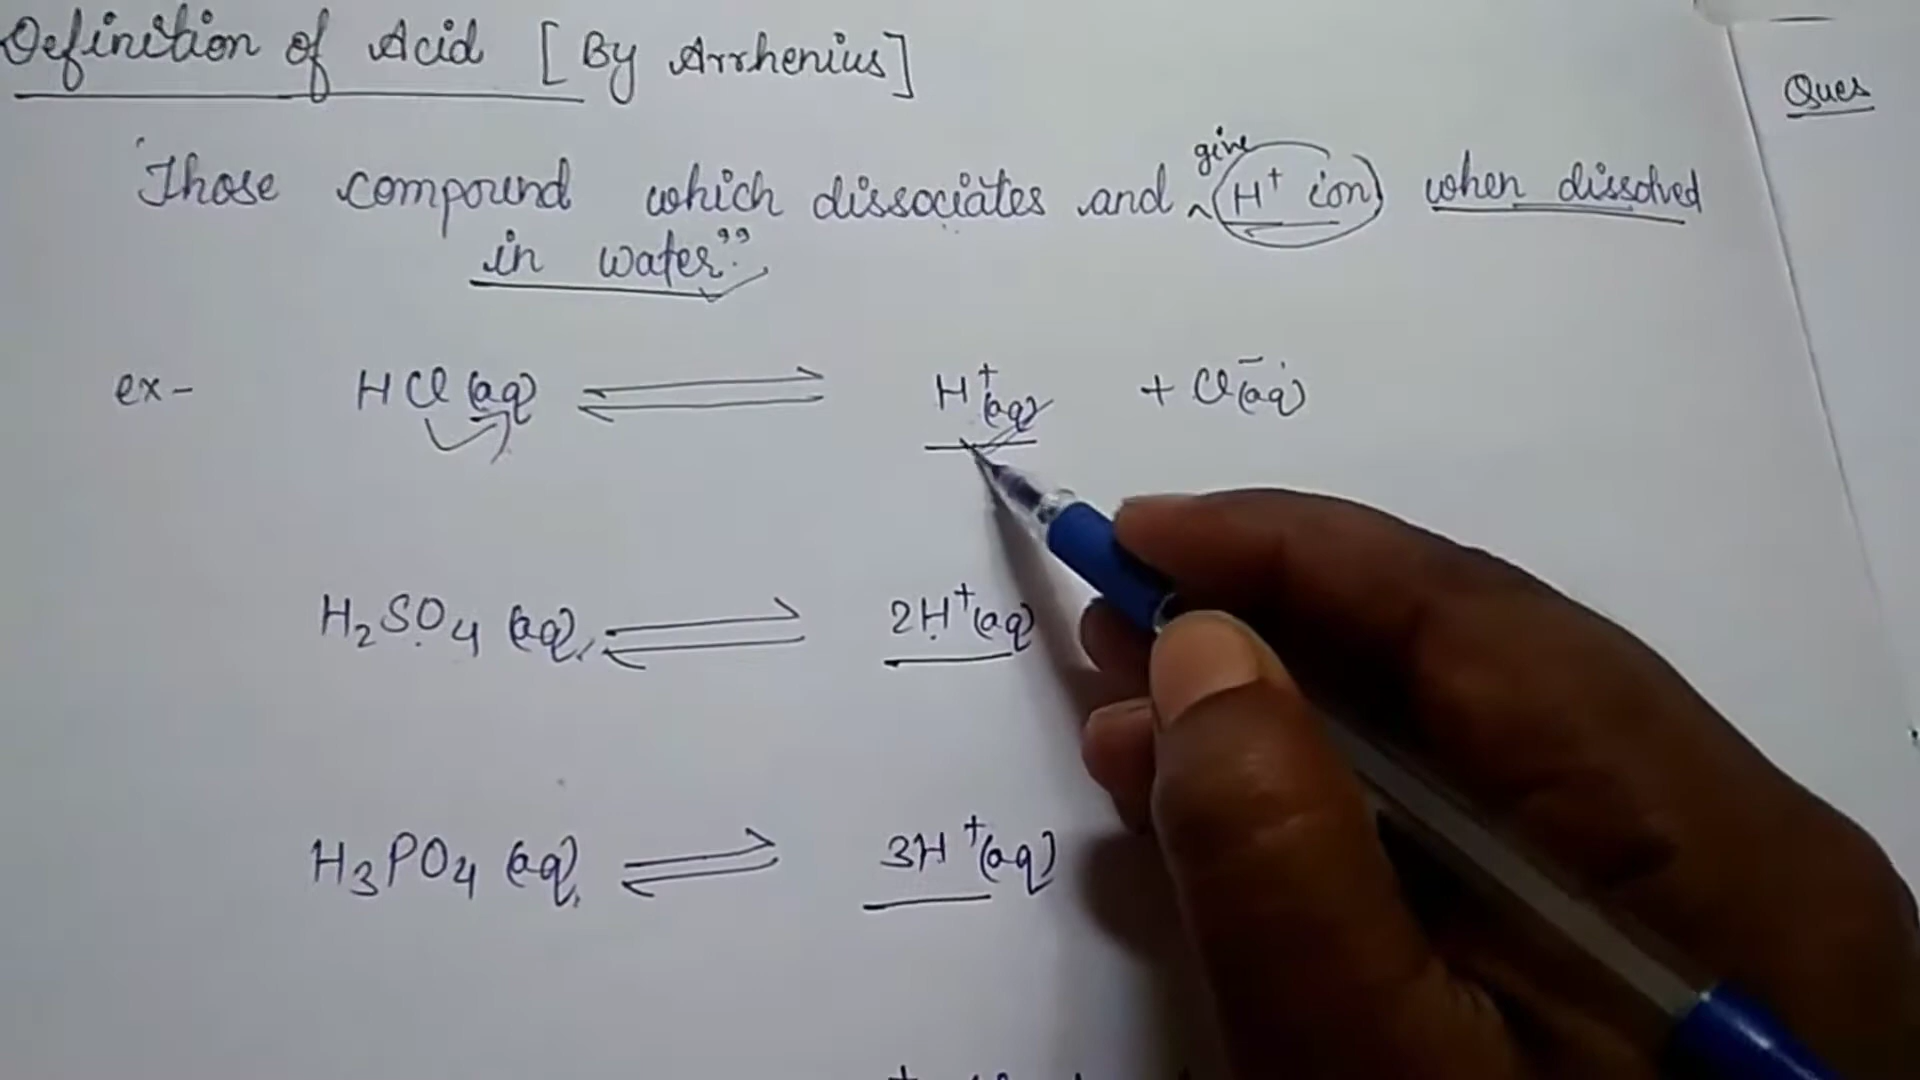 Definition of Acid [By Arrhenius]
Ques
"Those compound which dissociates and give H⁺ ion when dissolved
in water".
ex- HCl (aq) ⇌ H⁺(aq) + Cl⁻(aq)
H₂SO₄ (aq) ⇌ 2H⁺(aq)
H₃PO₄ (aq) ⇌ 3H⁺(aq)